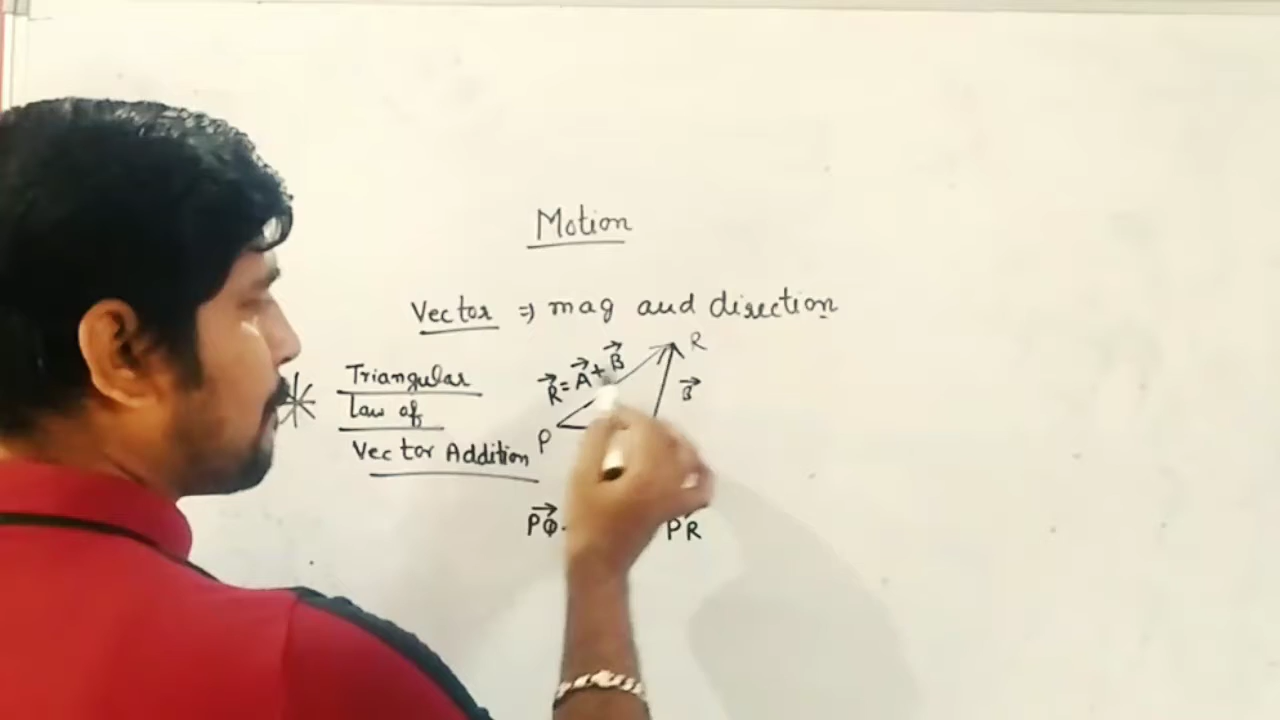 Motion
Vector ⇒ mag and direction
R
R⃗ = A⃗ + B⃗
B⃗
Triangular
law of
Vector Addition
P
PQ⃗
PR